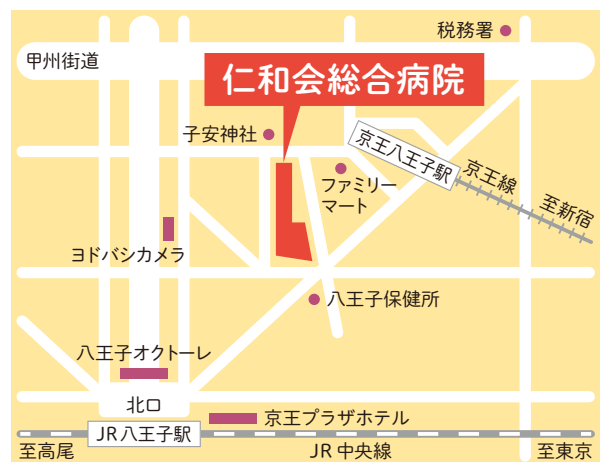 税務署
甲州街道
仁和会総合病院
子安神社
京王八王子駅
京王線
至新宿
ファミリー
マート
ヨドバシカメラ
八王子保健所
八王子オクトーレ
北口
京王プラザホテル
JR八王子駅
至高尾
JR中央線
至東京